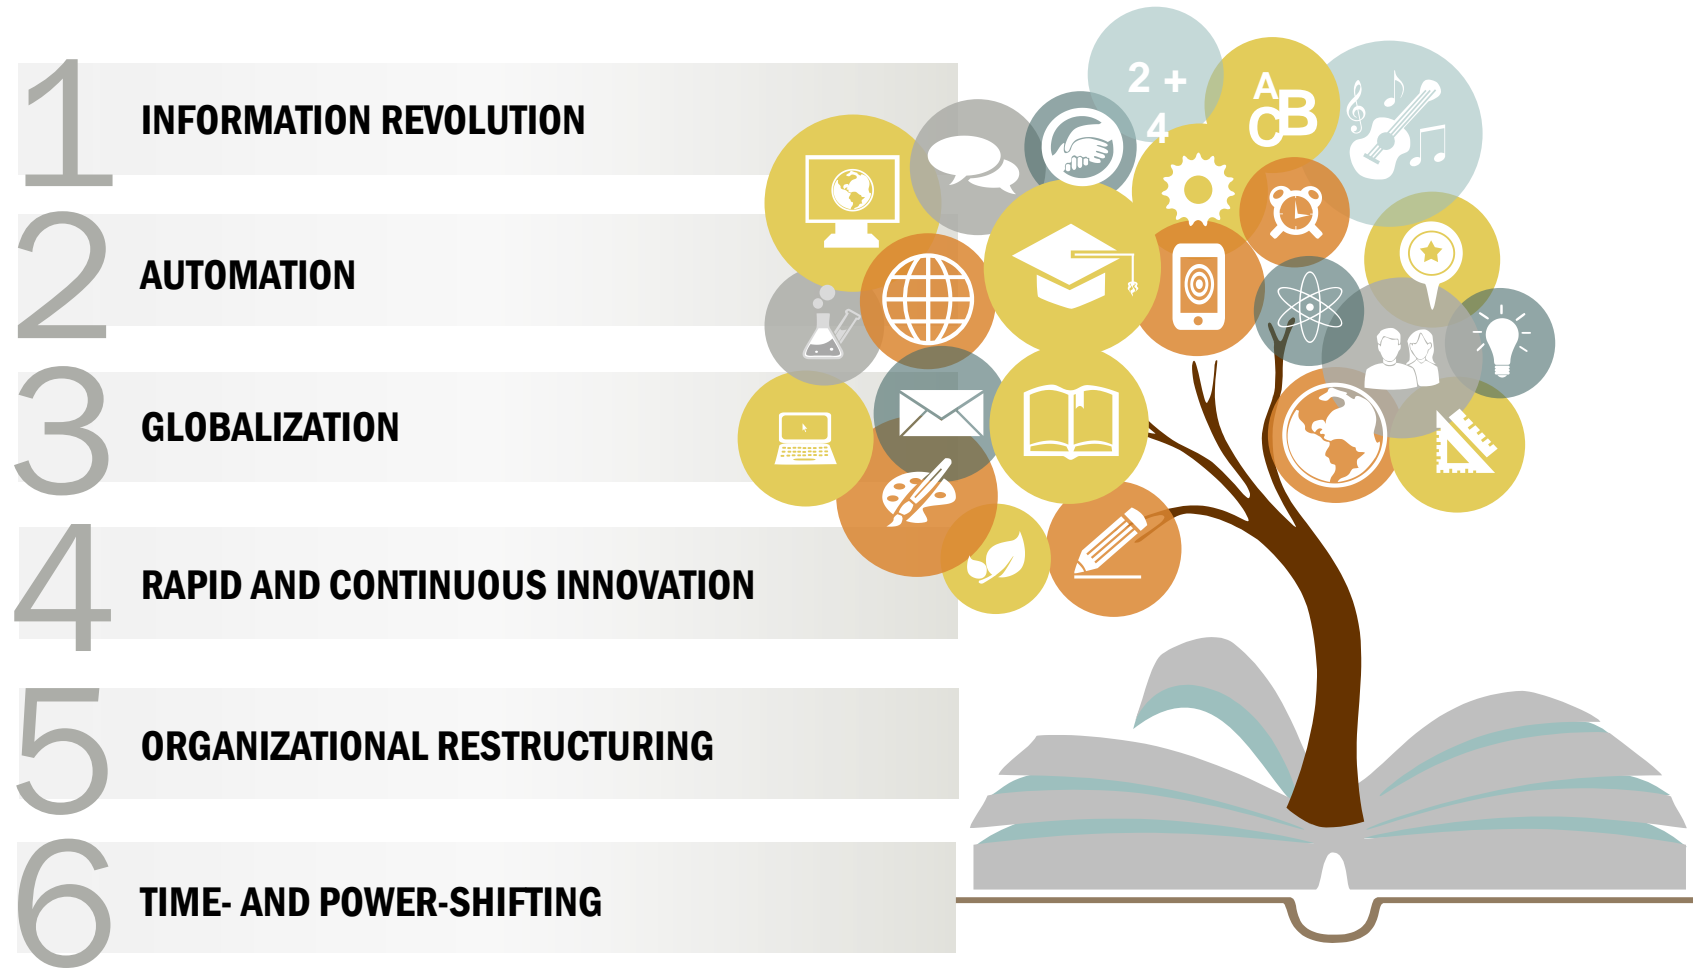 1 INFORMATION REVOLUTION
2 AUTOMATION
3 GLOBALIZATION
4 RAPID AND CONTINUOUS INNOVATION
5 ORGANIZATIONAL RESTRUCTURING
6 TIME- AND POWER-SHIFTING
2 +
4
A
B
C